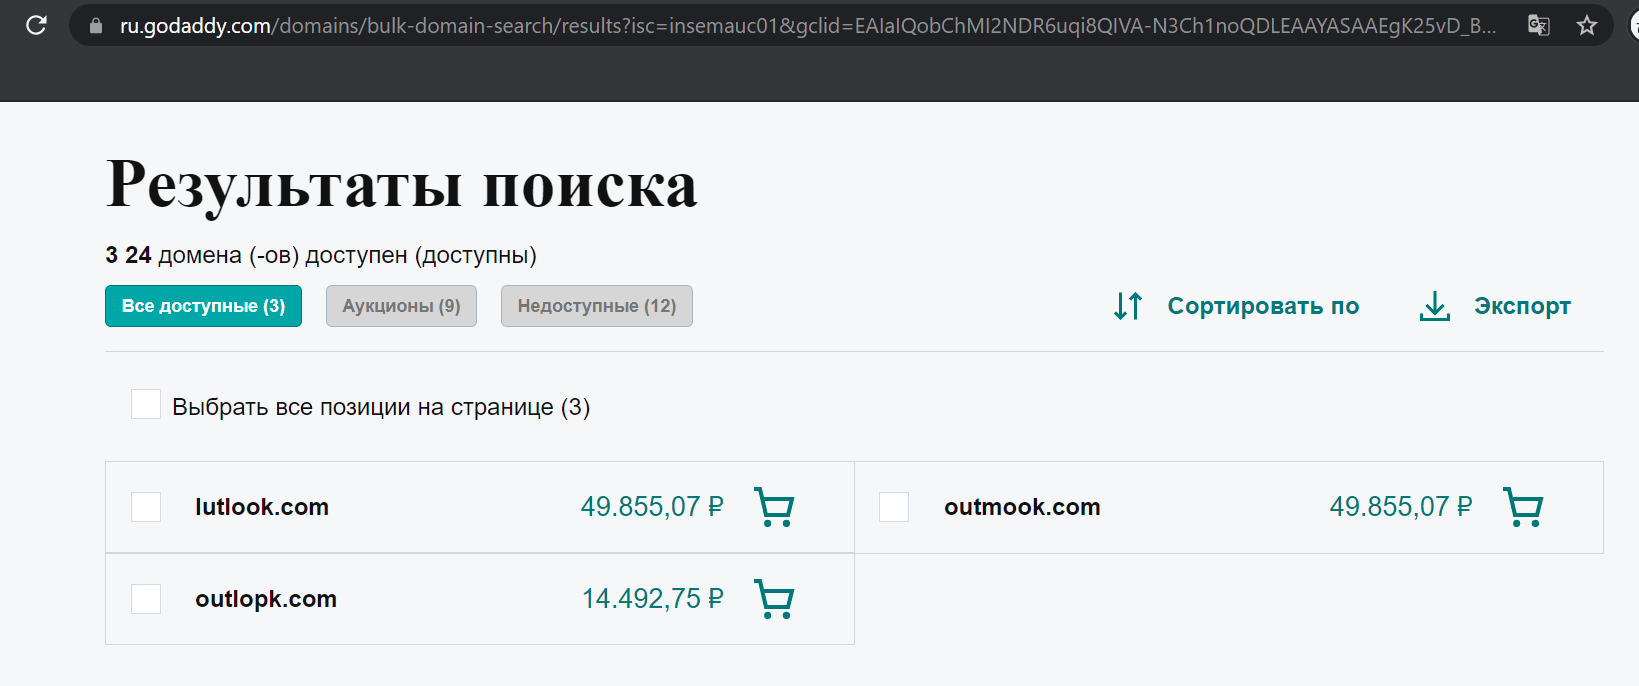 ru.godaddy.com/domains/bulk-domain-search/results?isc=insemauc01&gclid=EAIaIQobChMI2NDR6uqi8QIVA-N3Ch1noQDLEAAYASAAEgK25vD_B...
Результаты поиска
3 24 домена (-ов) доступен (доступны)
Все доступные (3) Аукционы (9) Недоступные (12) Сортировать по Экспорт
Выбрать все позиции на странице (3)
lutlook.com 49.855,07 ₽ outmook.com 49.855,07 ₽
outlopk.com 14.492,75 ₽